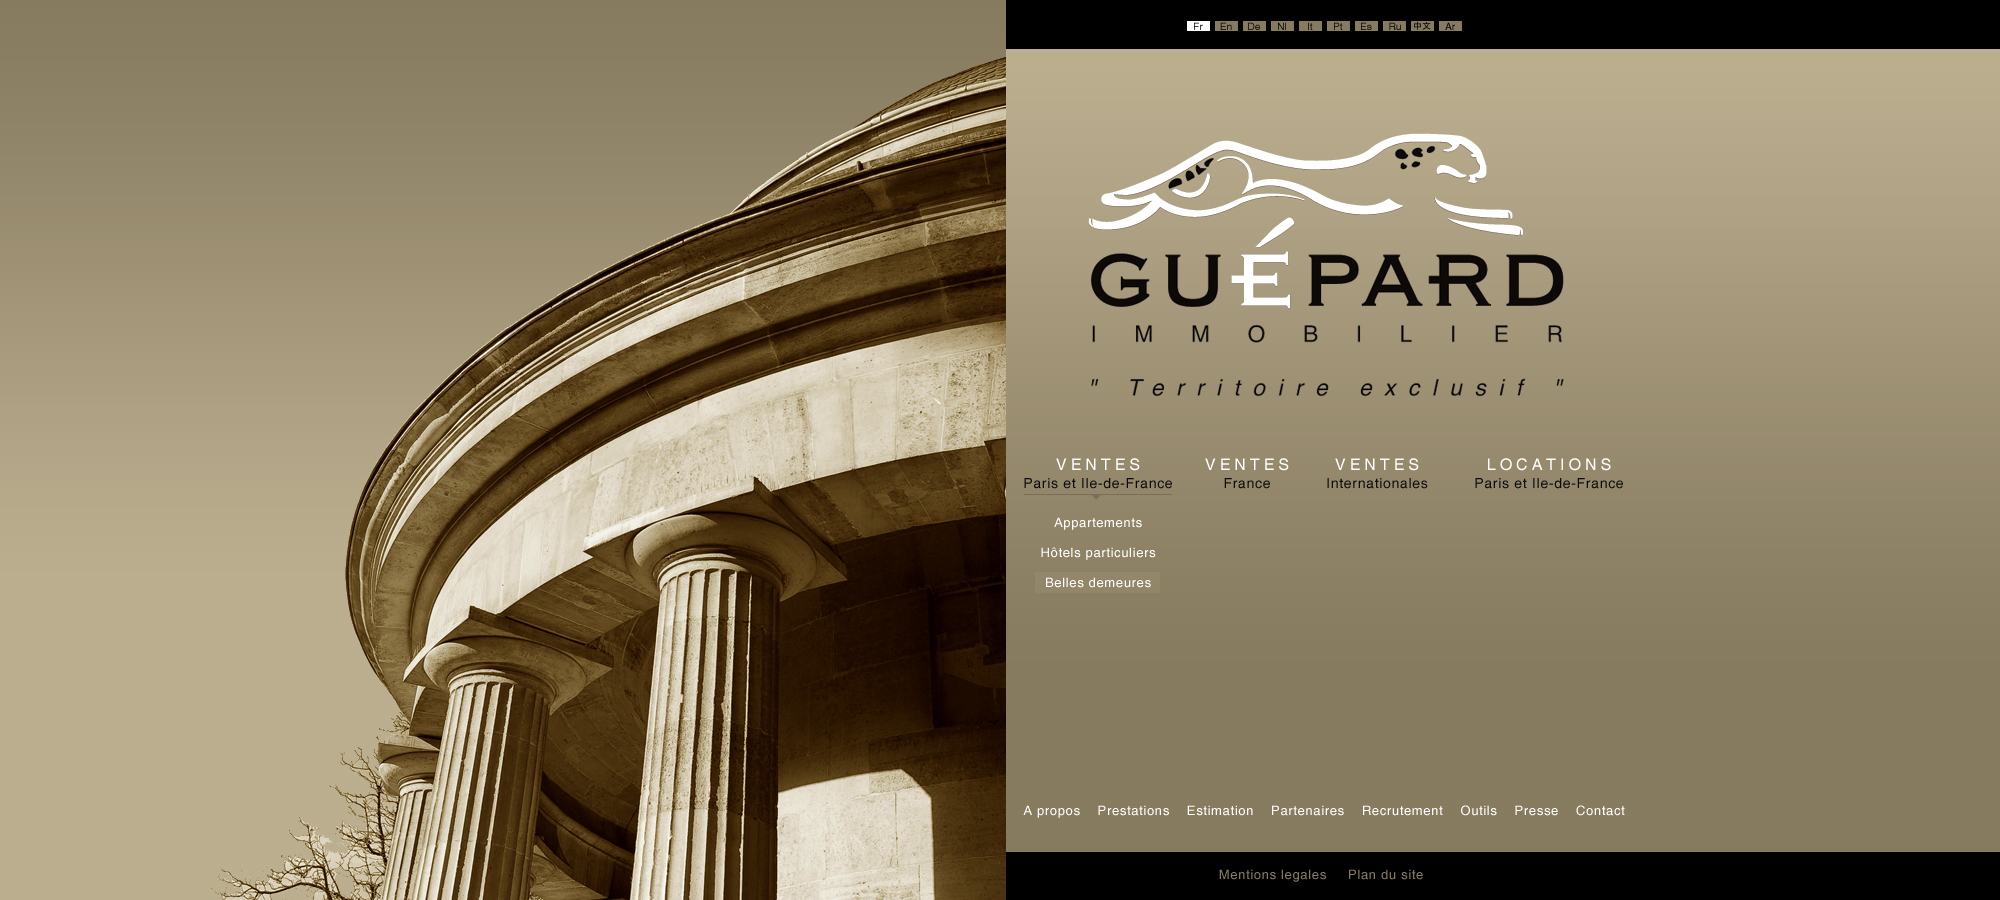 Fr En De Nl It Pt Es Ru 中文 Ar
GUÉPARD
IMMOBILIER
" Territoire exclusif "
VENTES VENTES VENTES LOCATIONS
Paris et Ile-de-France France Internationales Paris et Ile-de-France
Appartements
Hôtels particuliers
Belles demeures
A propos Prestations Estimation Partenaires Recrutement Outils Presse Contact
Mentions legales Plan du site